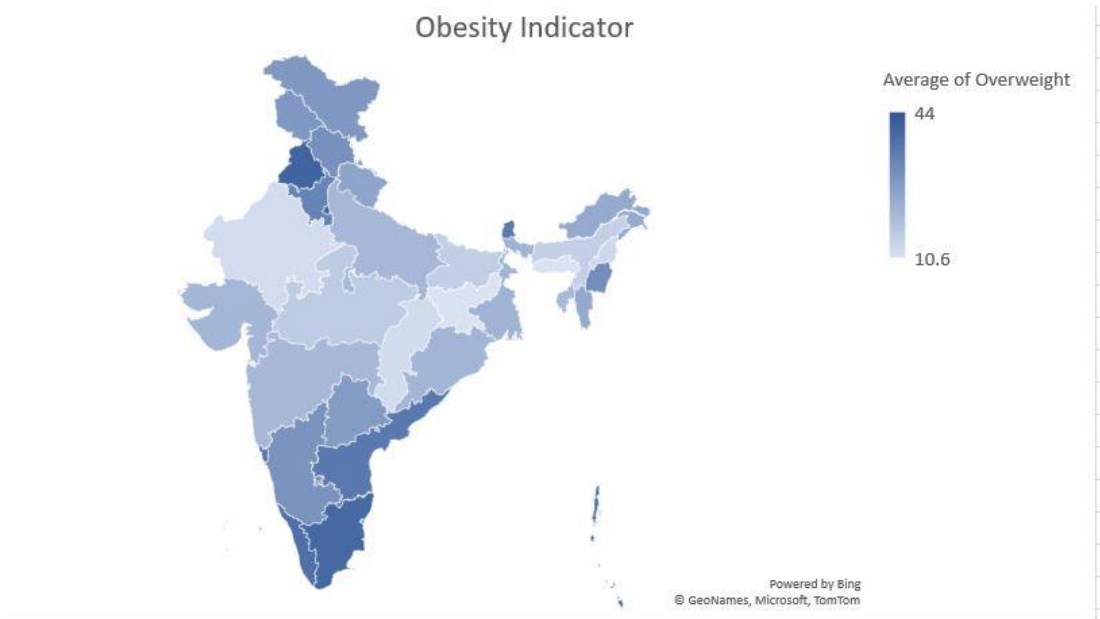 Obesity Indicator
Average of Overweight
44
10.6
Powered by Bing
© GeoNames, Microsoft, TomTom